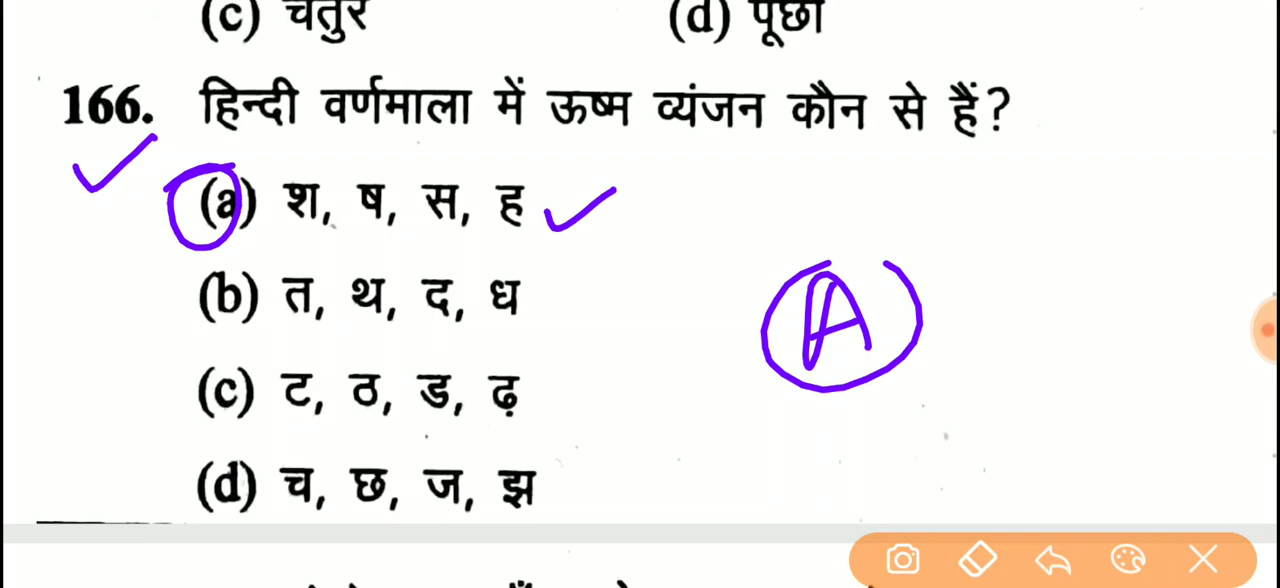 (c) चतुर (d) पूछा
166. हिन्दी वर्णमाला में ऊष्म व्यंजन कौन से हैं?
(a) श, ष, स, ह
(b) त, थ, द, ध
A
(c) ट, ठ, ड, ढ़
(d) च, छ, ज, झ